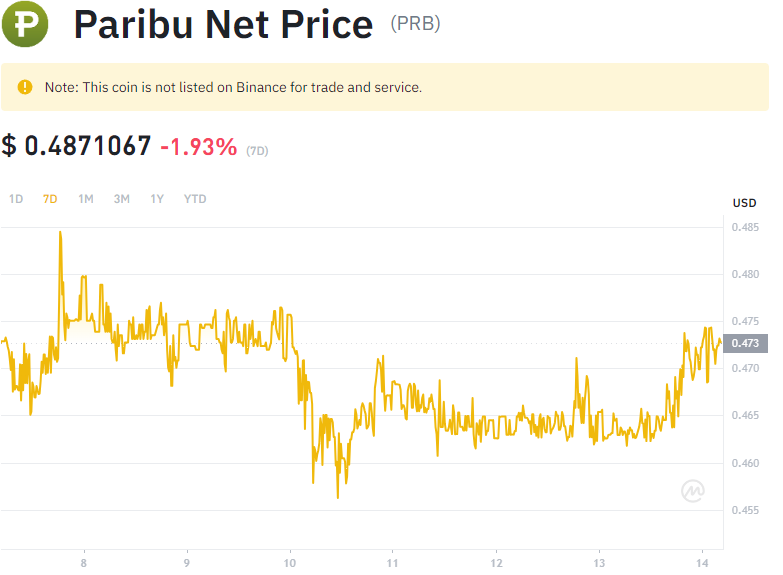 Paribu Net Price (PRB)
Note: This coin is not listed on Binance for trade and service.
$ 0.4871067 -1.93% (7D)
1D 7D 1M 3M 1Y YTD
USD
0.485
0.480
0.475
0.473
0.470
0.465
0.460
0.455
8 9 10 11 12 13 14